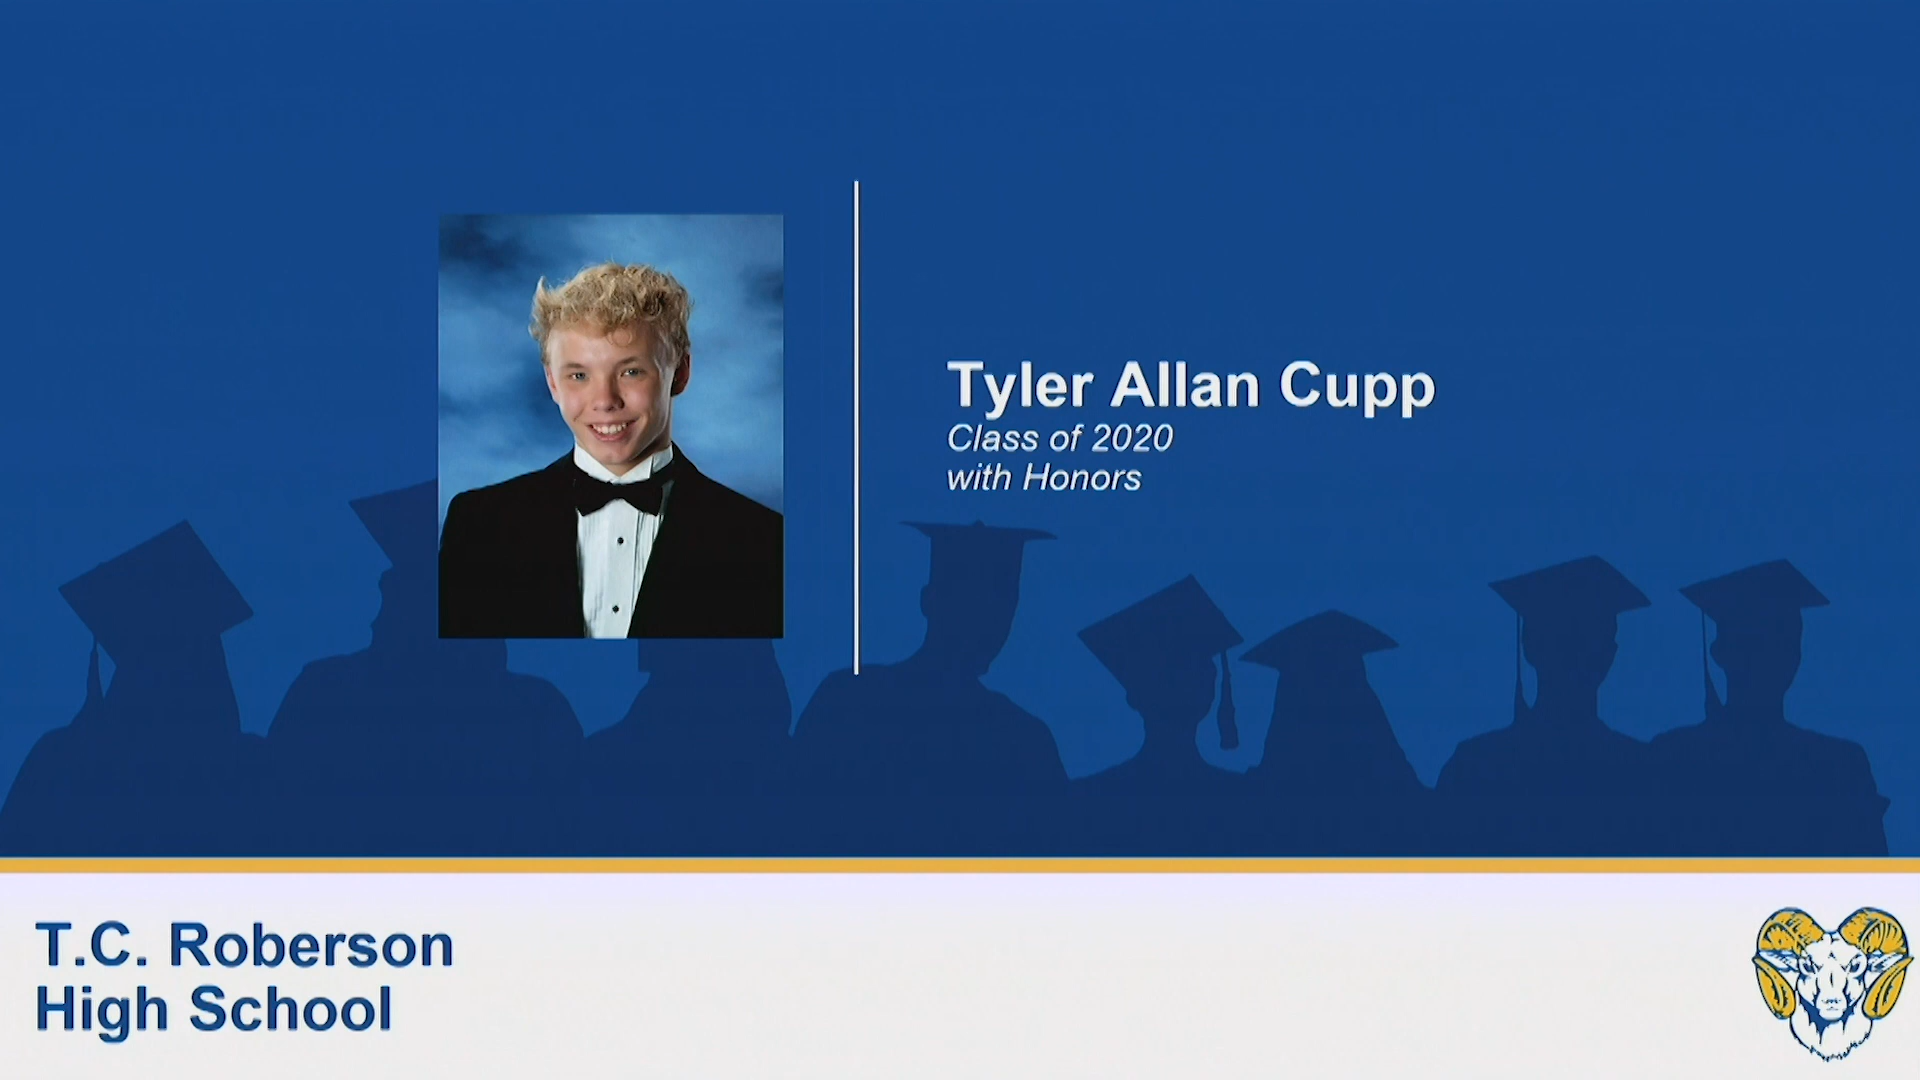 Tyler Allan Cupp
Class of 2020
with Honors
T.C. Roberson
High School